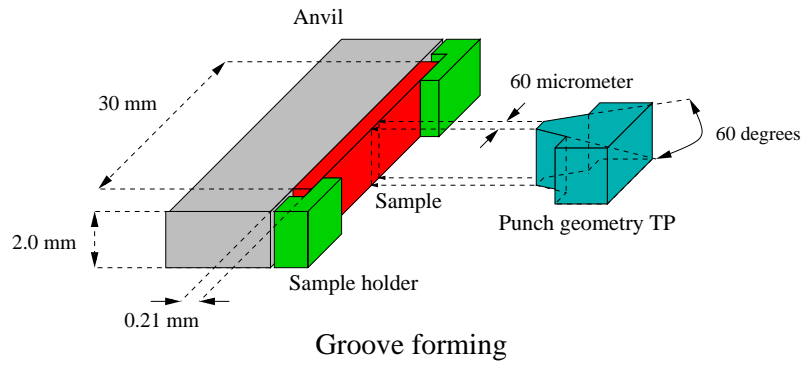 Anvil
60 micrometer
30 mm
60 degrees
Sample
Punch geometry TP
2.0 mm
Sample holder
0.21 mm
Groove forming